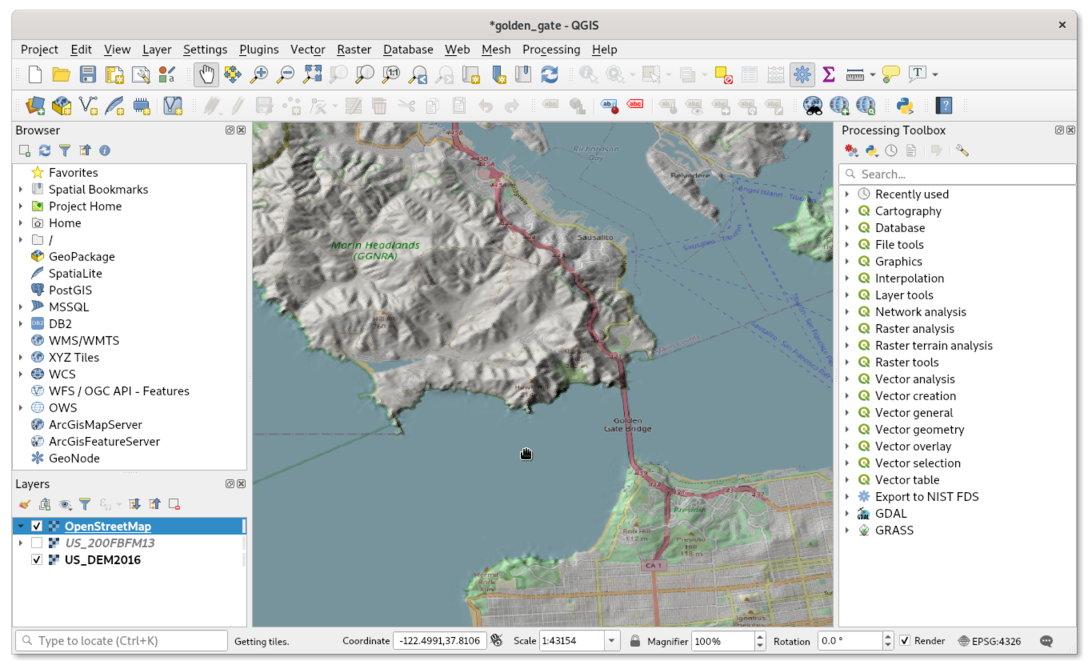 *golden_gate - QGIS
Project Edit View Layer Settings Plugins Vector Raster Database Web Mesh Processing Help
Browser
Favorites
Spatial Bookmarks
Project Home
Home
/
GeoPackage
SpatiaLite
PostGIS
MSSQL
DB2
WMS/WMTS
XYZ Tiles
WCS
WFS / OGC API - Features
OWS
ArcGisMapServer
ArcGisFeatureServer
GeoNode
Layers
OpenStreetMap
US_200FBFM13
US_DEM2016
Richardson
Bay
Belvedere
Sausalito
Marin Headlands
(GGNRA)
Golden
Gate Bridge
Presidio
CA 1
Processing Toolbox
Search...
Recently used
Cartography
Database
File tools
Graphics
Interpolation
Layer tools
Network analysis
Raster analysis
Raster terrain analysis
Raster tools
Vector analysis
Vector creation
Vector general
Vector geometry
Vector overlay
Vector selection
Vector table
Export to NIST FDS
GDAL
GRASS
Type to locate (Ctrl+K) Getting tiles. Coordinate -122.4991,37.8106 Scale 1:43154 Magnifier 100% Rotation 0.0 ° Render EPSG:4326